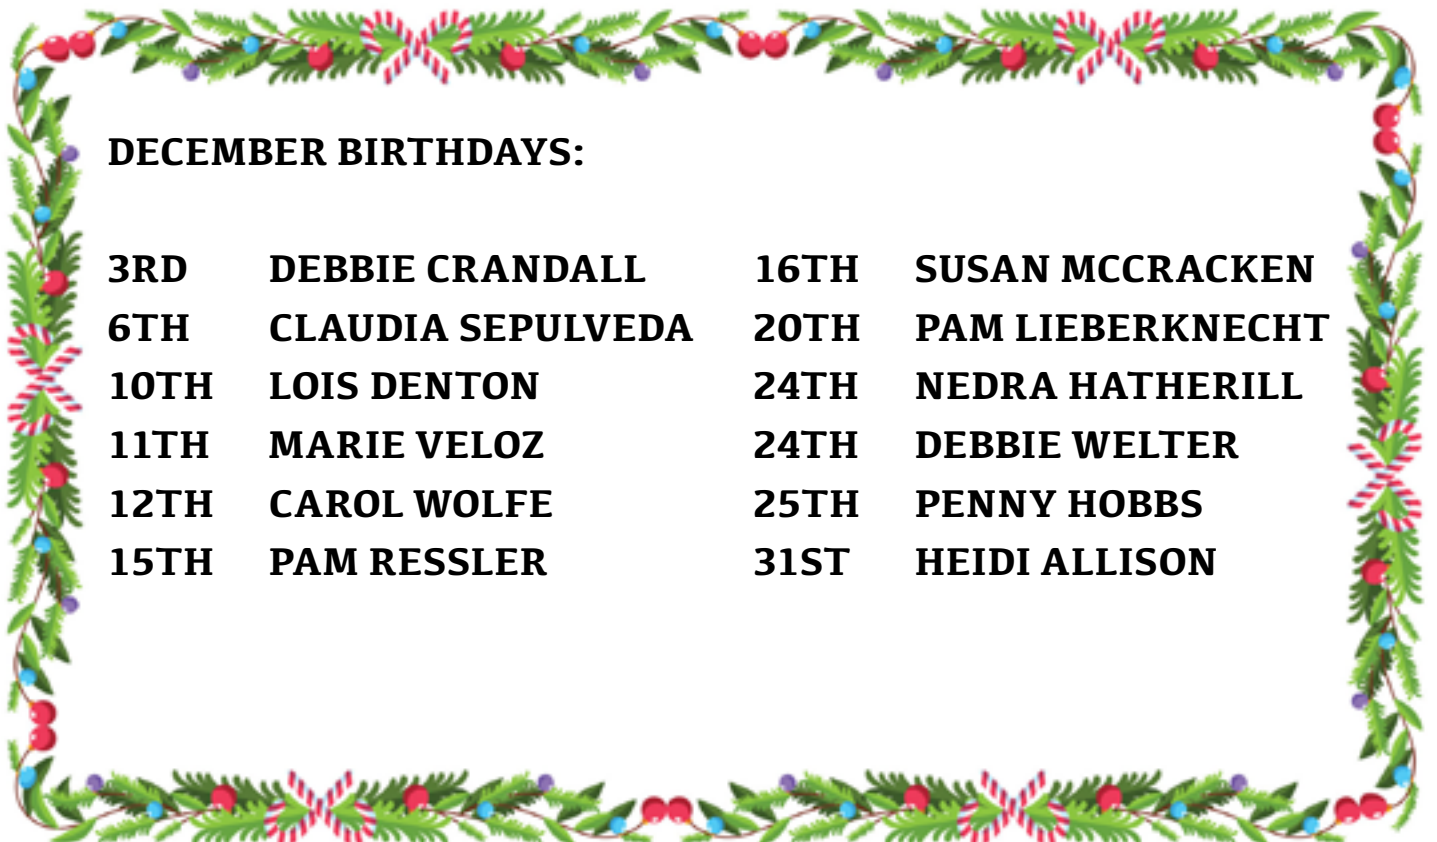 DECEMBER BIRTHDAYS:
3RD DEBBIE CRANDALL
6TH CLAUDIA SEPULVEDA
10TH LOIS DENTON
11TH MARIE VELOZ
12TH CAROL WOLFE
15TH PAM RESSLER
16TH SUSAN MCCRACKEN
20TH PAM LIEBERKNECHT
24TH NEDRA HATHERILL
24TH DEBBIE WELTER
25TH PENNY HOBBS
31ST HEIDI ALLISON